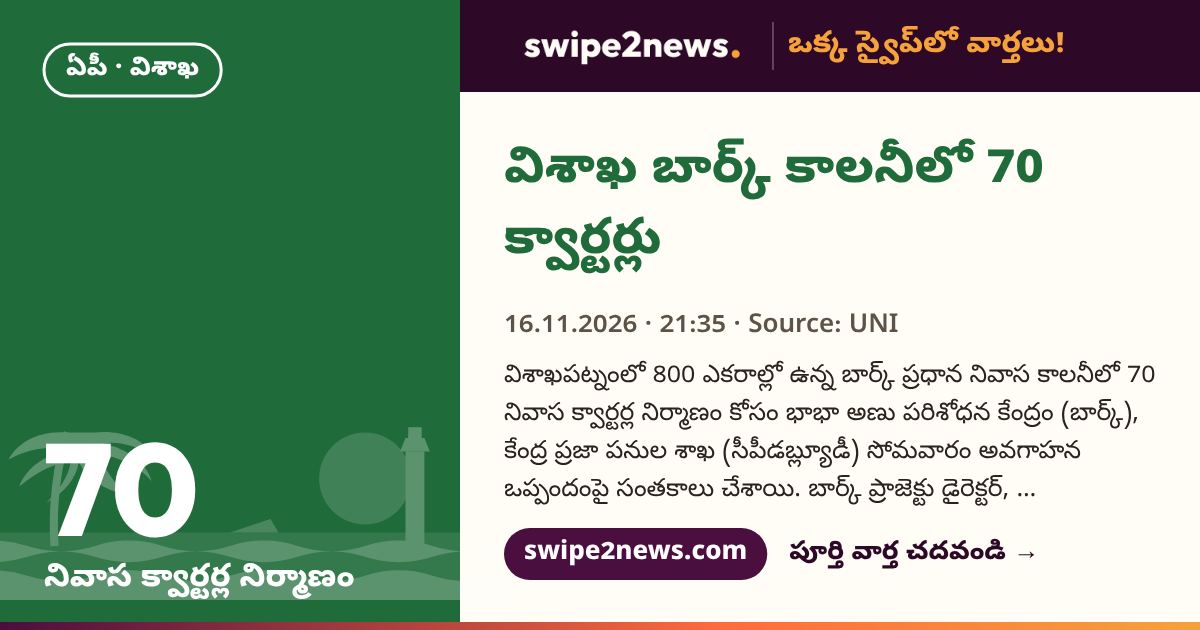 ఏపీ · విశాఖ
swipe2news.
ఒక్క స్వైప్‌లో వార్తలు!
విశాఖ బార్క్ కాలనీలో 70
క్వార్టర్లు
16.11.2026 · 21:35 · Source: UNI
విశాఖపట్నంలో 800 ఎకరాల్లో ఉన్న బార్క్ ప్రధాన నివాస కాలనీలో 70
నివాస క్వార్టర్ల నిర్మాణం కోసం భాభా అణు పరిశోధన కేంద్రం (బార్క్),
కేంద్ర ప్రజా పనుల శాఖ (సీపీడబ్ల్యూడీ) సోమవారం అవగాహన
ఒప్పందంపై సంతకాలు చేశాయి. బార్క్ ప్రాజెక్టు డైరెక్టర్, ...
70
నివాస క్వార్టర్ల నిర్మాణం
swipe2news.com
పూర్తి వార్త చదవండి →